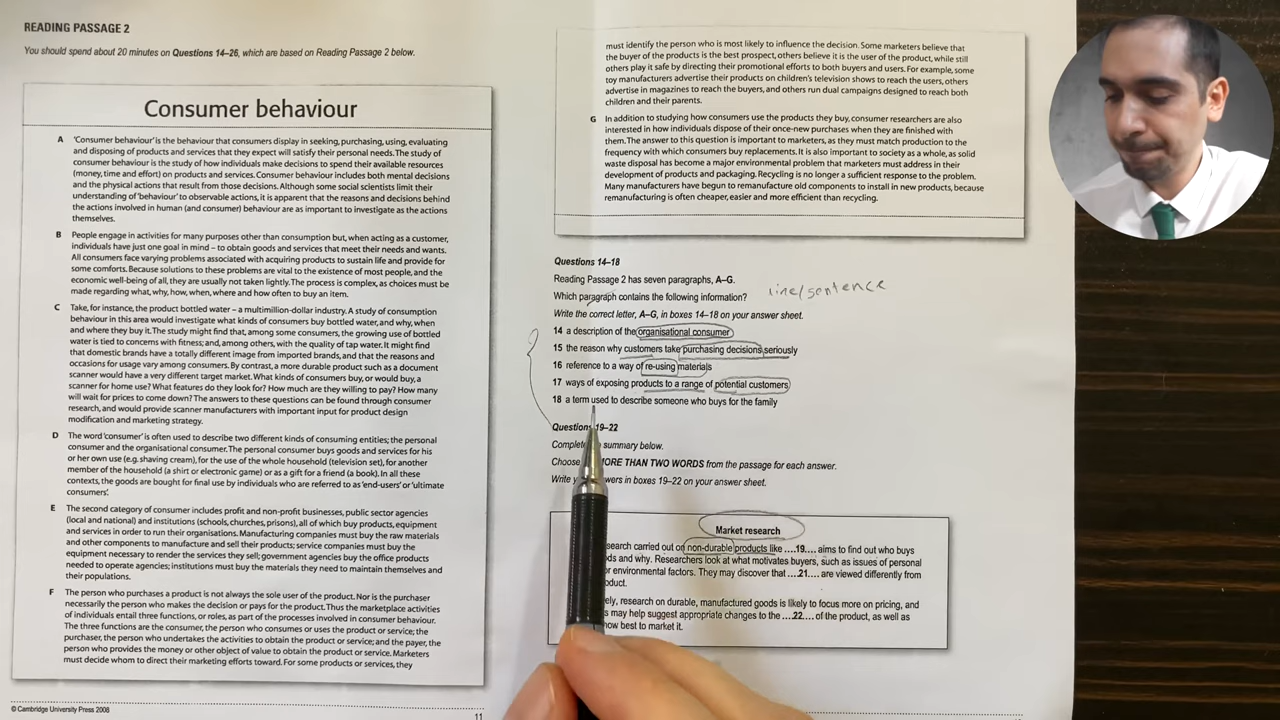 READING PASSAGE 2
You should spend about 20 minutes on Questions 14–26, which are based on Reading Passage 2 below.
Consumer behaviour
A 'Consumer behaviour' is the behaviour that consumers display in seeking, purchasing, using, evaluating
and disposing of products and services that they expect will satisfy their personal needs. The study of
consumer behaviour is the study of how individuals make decisions to spend their available resources
(money, time and effort) on products and services. Consumer behaviour includes both mental decisions
and the physical actions that result from those decisions. Although some social scientists limit their
understanding of 'behaviour' to observable actions, it is apparent that the reasons and decisions behind
the actions involved in human (and consumer) behaviour are as important to investigate as the actions
themselves.
B People engage in activities for many purposes other than consumption but, when acting as a customer,
individuals have just one goal in mind – to obtain goods and services that meet their needs and wants.
All consumers face varying problems associated with acquiring products to sustain life and provide for
some comforts. Because solutions to these problems are vital to the existence of most people, and the
economic well-being of all, they are usually not taken lightly. The process is complex, as choices must be
made regarding what, why, how, when, where and how often to buy an item.
C Take, for instance, the product bottled water – a multimillion-dollar industry. A study of consumption
behaviour in this area would investigate what kinds of consumers buy bottled water, and why, when
and where they buy it. The study might find that, among some consumers, the growing use of bottled
water is tied to concerns with fitness; and, among others, with the quality of tap water. It might find
that domestic brands have a totally different image from imported brands, and that the reasons and
occasions for usage vary among consumers. By contrast, a more durable product such as a document
scanner would have a very different target market. What kinds of consumers buy, or would buy, a
scanner for home use? What features do they look for? How much are they willing to pay? How many
will wait for prices to come down? The answers to these questions can be found through consumer
research, and would provide scanner manufacturers with important input for product design
modification and marketing strategy.
D The word 'consumer' is often used to describe two different kinds of consuming entities; the personal
consumer and the organisational consumer. The personal consumer buys goods and services for his
or her own use (e.g. shaving cream), for the use of the whole household (television set), for another
member of the household (a shirt or electronic game) or as a gift for a friend (a book). In all these
contexts, the goods are bought for final use by individuals who are referred to as 'end-users' or 'ultimate
consumers'.
E The second category of consumer includes profit and non-profit businesses, public sector agencies
(local and national) and institutions (schools, churches, prisons), all of which buy products, equipment
and services in order to run their organisations. Manufacturing companies must buy the raw materials
and other components to manufacture and sell their products; service companies must buy the
equipment necessary to render the services they sell; government agencies buy the office products
needed to operate agencies; institutions must buy the materials they need to maintain themselves and
their populations.
F The person who purchases a product is not always the sole user of the product. Nor is the purchaser
necessarily the person who makes the decision or pays for the product. Thus the marketplace activities
of individuals entail three functions, or roles, as part of the processes involved in consumer behaviour.
The three functions are the consumer, the person who consumes or uses the product or service; the
purchaser, the person who undertakes the activities to obtain the product or service; and the payer, the
person who provides the money or other object of value to obtain the product or service. Marketers
must decide whom to direct their marketing efforts toward. For some products or services, they
© Cambridge University Press 2008
11
must identify the person who is most likely to influence the decision. Some marketers believe that
the buyer of the products is the best prospect, others believe it is the user of the product, while still
others play it safe by directing their promotional efforts to both buyers and users. For example, some
toy manufacturers advertise their products on children's television shows to reach the users, others
advertise in magazines to reach the buyers, and others run dual campaigns designed to reach both
children and their parents.
G In addition to studying how consumers use the products they buy, consumer researchers are also
interested in how individuals dispose of their once-new purchases when they are finished with
them. The answer to this question is important to marketers, as they must match production to the
frequency with which consumers buy replacements. It is also important to society as a whole, as solid
waste disposal has become a major environmental problem that marketers must address in their
development of products and packaging. Recycling is no longer a sufficient response to the problem.
Many manufacturers have begun to remanufacture old components to install in new products, because
remanufacturing is often cheaper, easier and more efficient than recycling.
Questions 14–18
Reading Passage 2 has seven paragraphs, A–G.
Which paragraph contains the following information?
line/sentence
Write the correct letter, A–G, in boxes 14–18 on your answer sheet.
14 a description of the organisational consumer
15 the reason why customers take purchasing decisions seriously
16 reference to a way of re-using materials
17 ways of exposing products to a range of potential customers
18 a term used to describe someone who buys for the family
Questions 19–22
Complete summary below.
Choose MORE THAN TWO WORDS from the passage for each answer.
Write in boxes 19–22 on your answer sheet.
Market research
carried out on non-durable products like ....19.... aims to find out who buys
and why. Researchers look at what motivates buyers, such as issues of personal
environmental factors. They may discover that ....21.... are viewed differently from
research on durable, manufactured goods is likely to focus more on pricing, and
may help suggest appropriate changes to the ....22.... of the product, as well as
how best to market it.